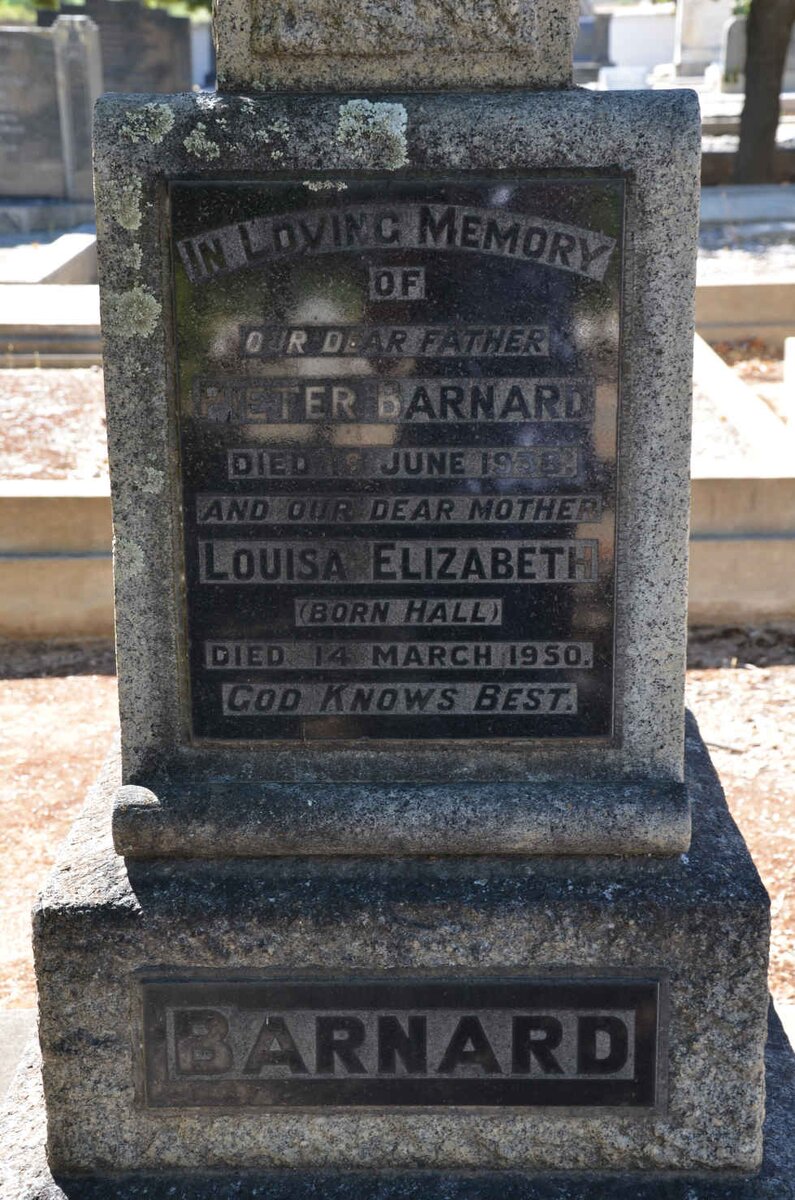 IN LOVING MEMORY
OF
OUR DEAR FATHER
PIETER BARNARD
DIED JUNE
AND OUR DEAR MOTHER
LOUISA ELIZABETH
(BORN HALL)
DIED 14 MARCH 1950.
GOD KNOWS BEST.
BARNARD